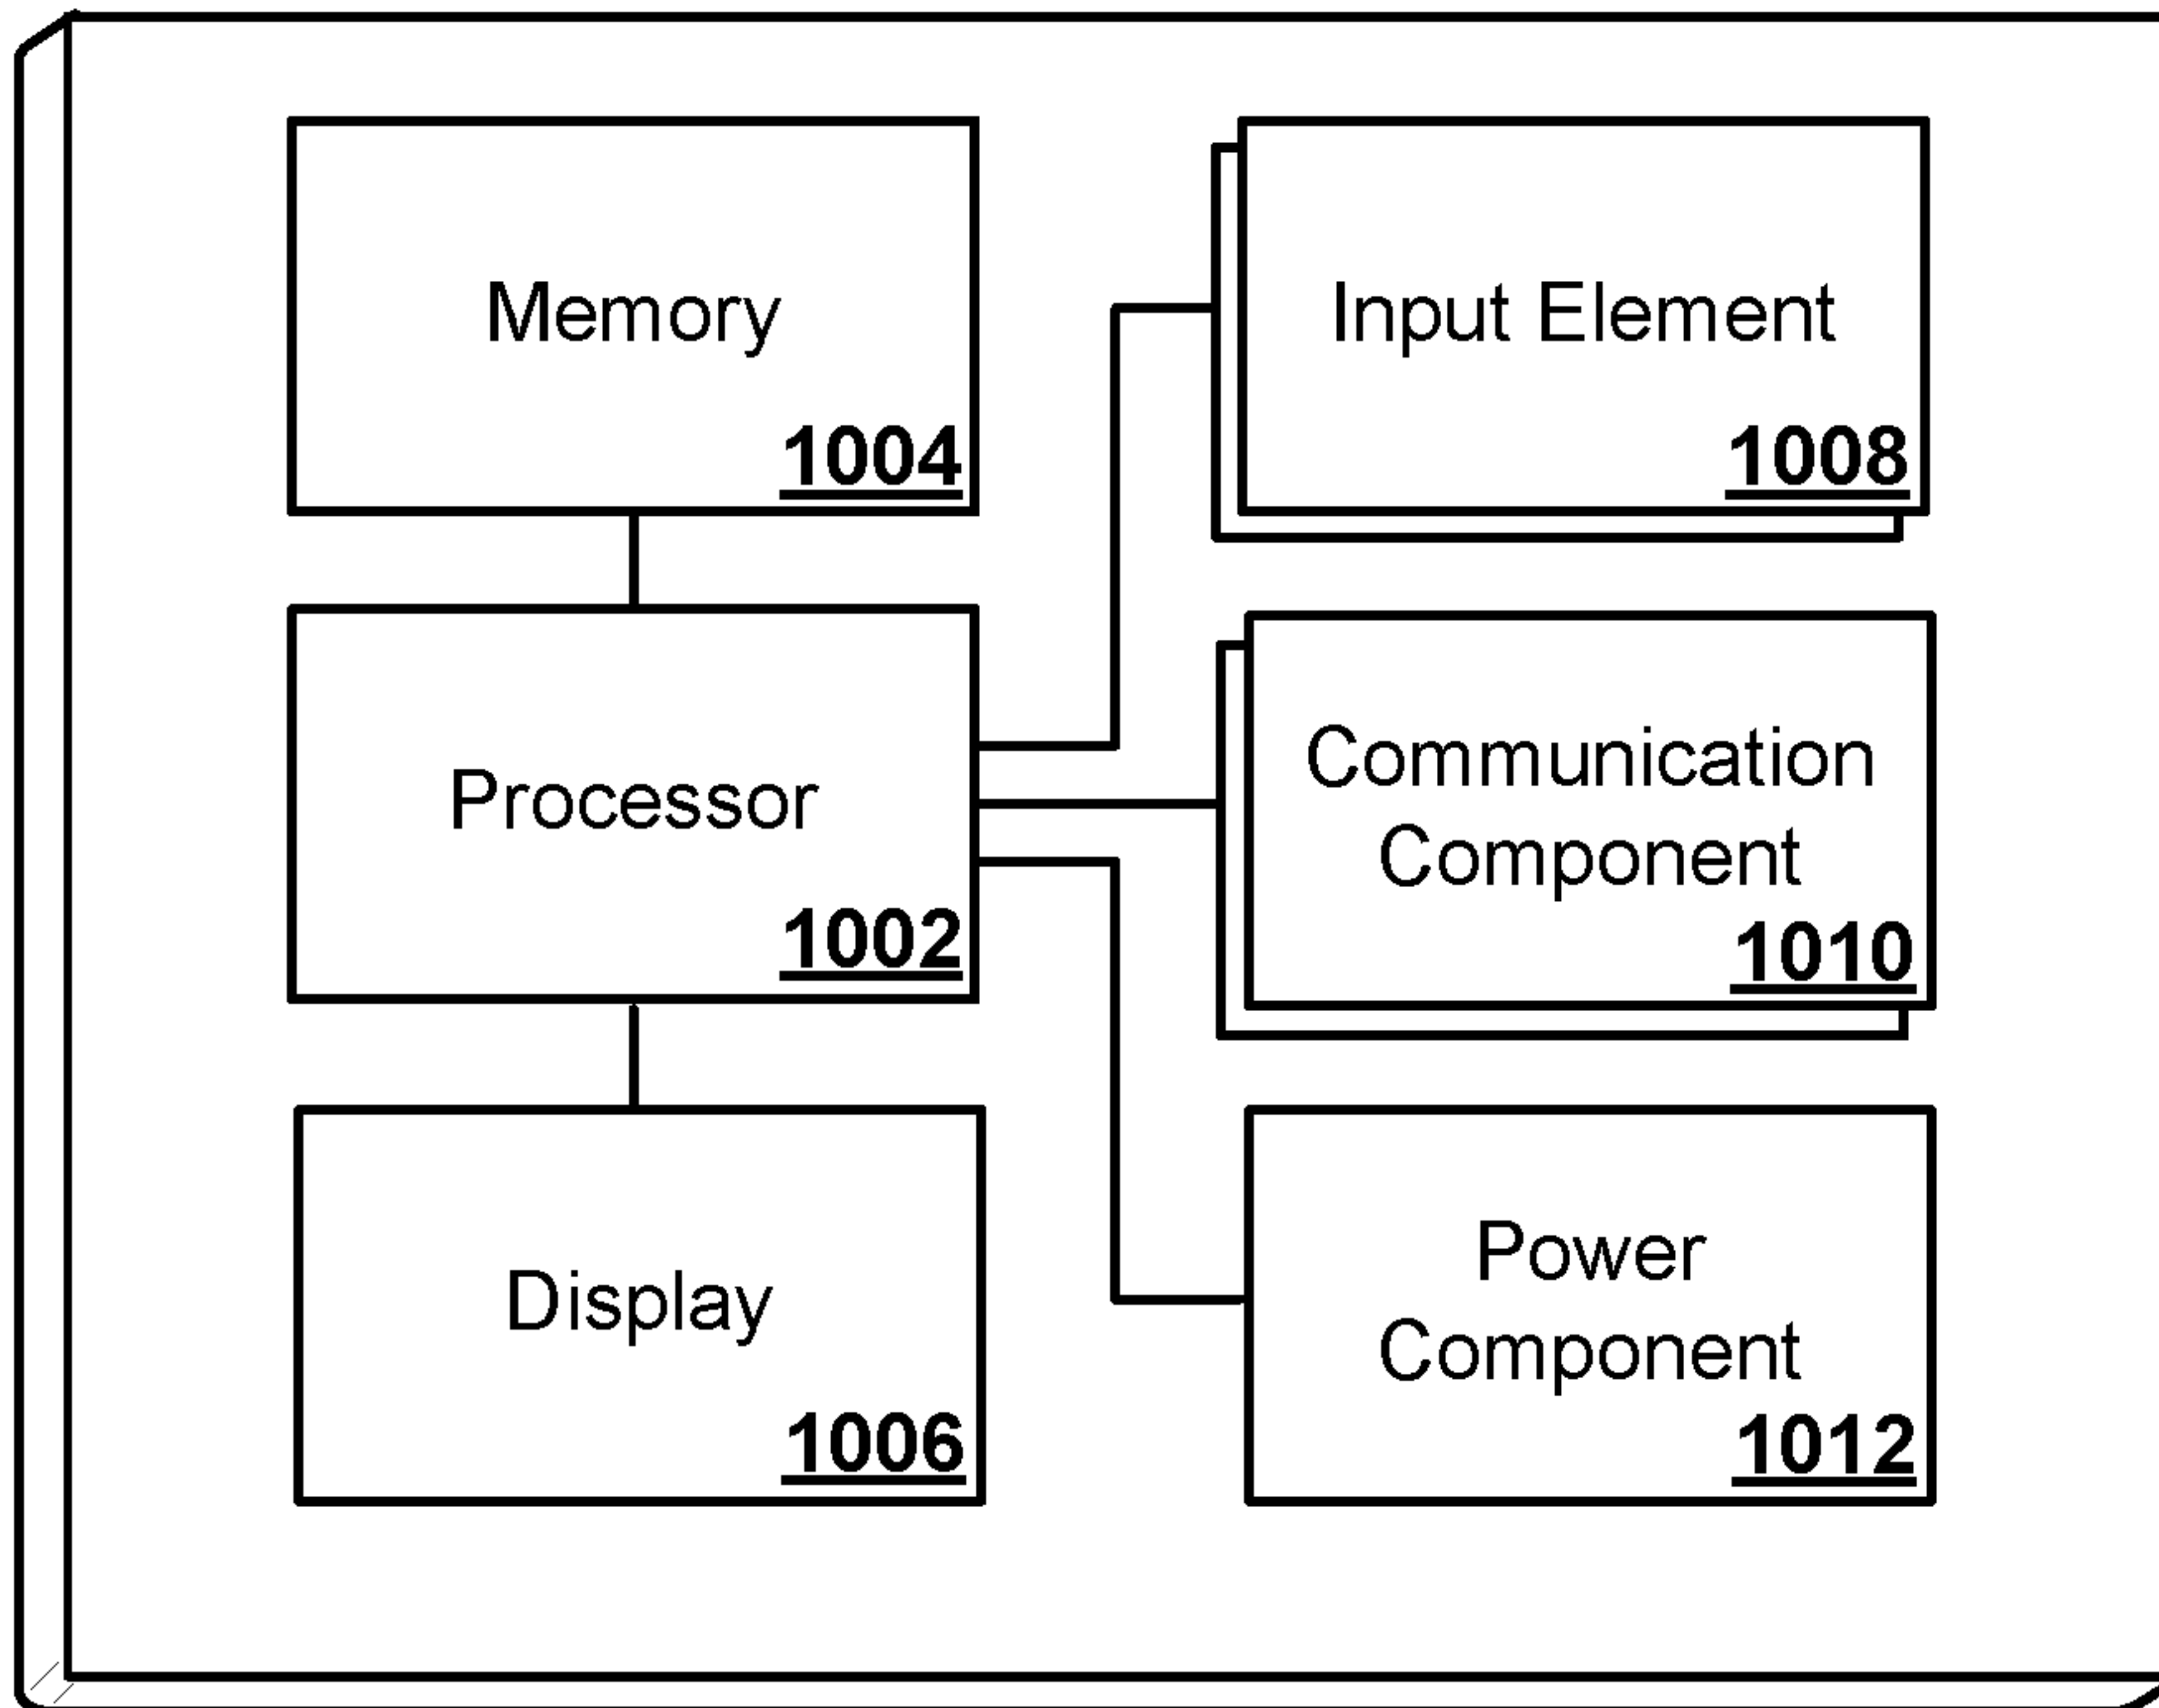 Memory
1004
Input Element
1008
Processor
1002
Communication
Component
1010
Display
1006
Power
Component
1012